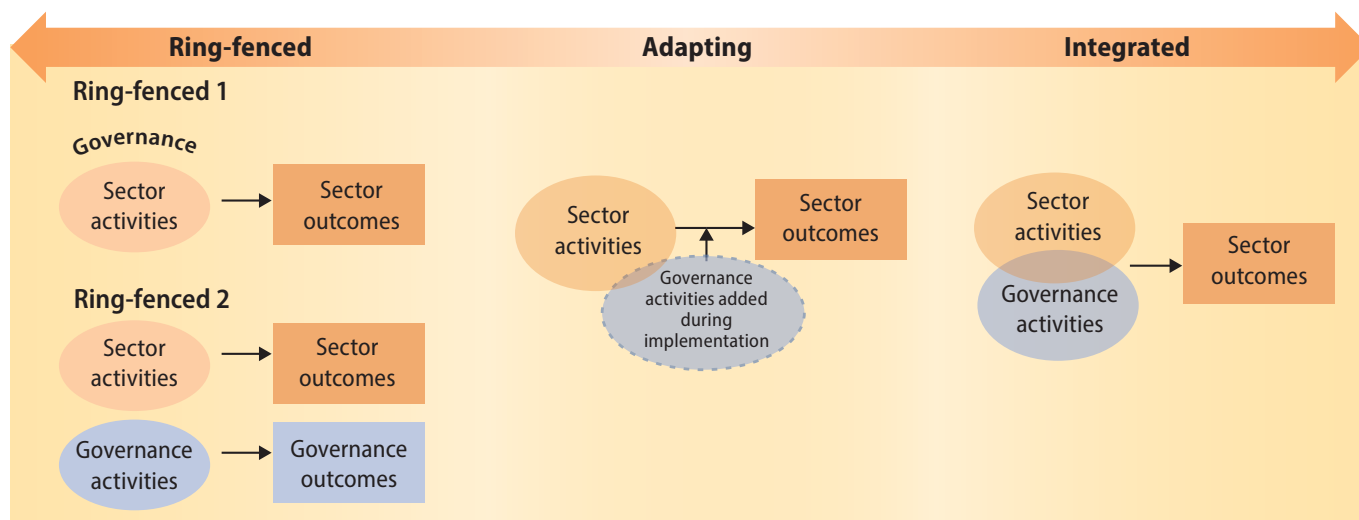 Ring-fenced
Adapting
Integrated
Ring-fenced 1
Governance
Sector
activities
Sector
outcomes
Ring-fenced 2
Sector
activities
Sector
outcomes
Governance
activities
Governance
outcomes
Sector
activities
Sector
outcomes
Governance
activities added
during
implementation
Sector
activities
Governance
activities
Sector
outcomes